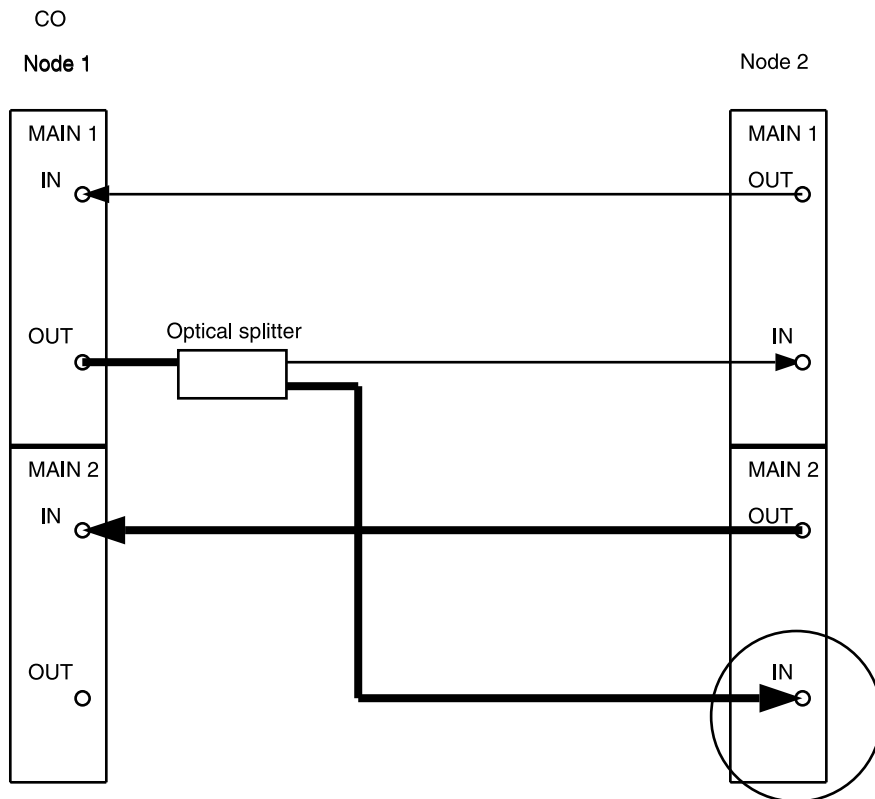 CO
Node 1
Node 2
MAIN 1
IN
OUT
MAIN 1
OUT
IN
Optical splitter
MAIN 2
IN
OUT
MAIN 2
OUT
IN